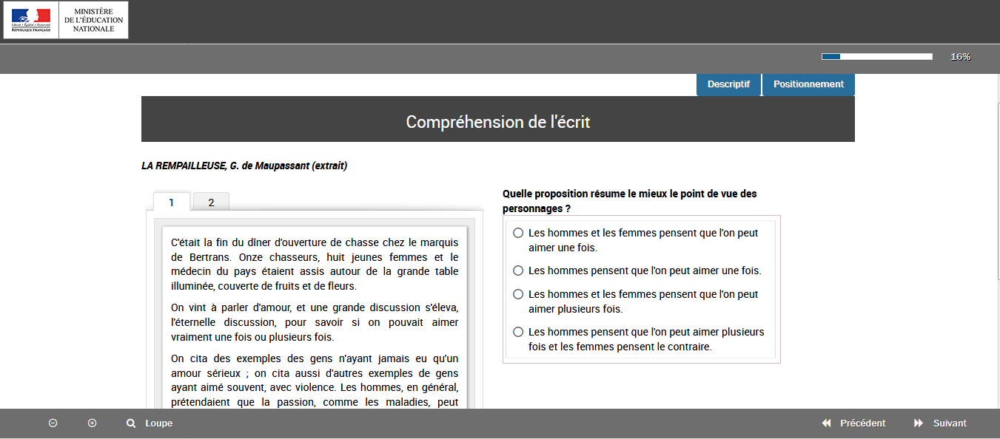 MINISTÈRE
DE L'ÉDUCATION
NATIONALE
Liberté • Égalité • Fraternité
RÉPUBLIQUE FRANÇAISE
16%
Descriptif
Positionnement
Compréhension de l'écrit
LA REMPAILLEUSE, G. de Maupassant (extrait)
1
2
C'était la fin du dîner d'ouverture de chasse chez le marquis
de Bertrans. Onze chasseurs, huit jeunes femmes et le
médecin du pays étaient assis autour de la grande table
illuminée, couverte de fruits et de fleurs.
On vint à parler d'amour, et une grande discussion s'éleva,
l'éternelle discussion, pour savoir si on pouvait aimer
vraiment une fois ou plusieurs fois.
On cita des exemples des gens n'ayant jamais eu qu'un
amour sérieux ; on cita aussi d'autres exemples de gens
ayant aimé souvent, avec violence. Les hommes, en général,
prétendaient que la passion, comme les maladies, peut
Quelle proposition résume le mieux le point de vue des
personnages ?
Les hommes et les femmes pensent que l'on peut
aimer une fois.
Les hommes pensent que l'on peut aimer une fois.
Les hommes et les femmes pensent que l'on peut
aimer plusieurs fois.
Les hommes pensent que l'on peut aimer plusieurs
fois et les femmes pensent le contraire.
Loupe
Précédent
Suivant